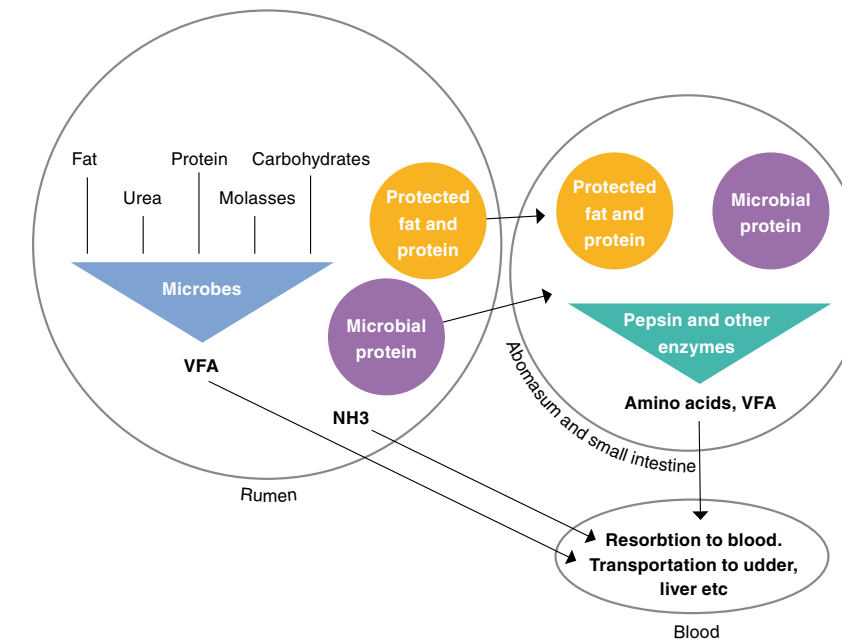 Fat
Protein
Carbohydrates
Urea
Molasses
Microbes
VFA
Protected
fat and
protein
Microbial
protein
NH3
Rumen
Protected
fat and
protein
Microbial
protein
Pepsin and other
enzymes
Amino acids, VFA
Abomasum and small intestine
Resorbtion to blood.
Transportation to udder,
liver etc
Blood